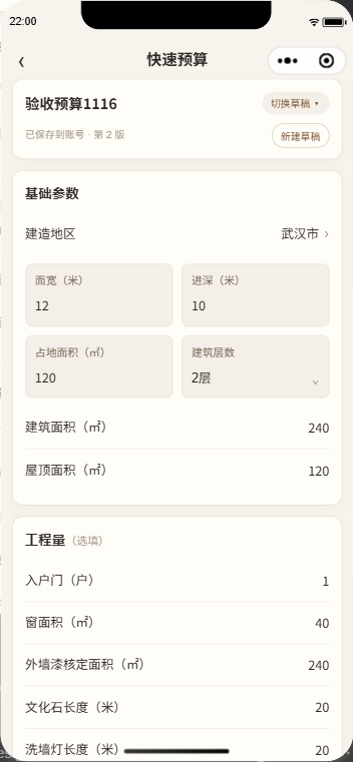 22:00
快速预算
验收预算1116
切换草稿
已保存到账号 · 第 2 版
新建草稿
基础参数
建造地区
武汉市 ›
面宽（米）
12
进深（米）
10
占地面积（㎡）
120
建筑层数
2层
建筑面积（㎡）
240
屋顶面积（㎡）
120
工程量（选填）
入户门（户）
1
窗面积（㎡）
40
外墙漆核定面积（㎡）
240
文化石长度（米）
20
洗墙灯长度（米）
20